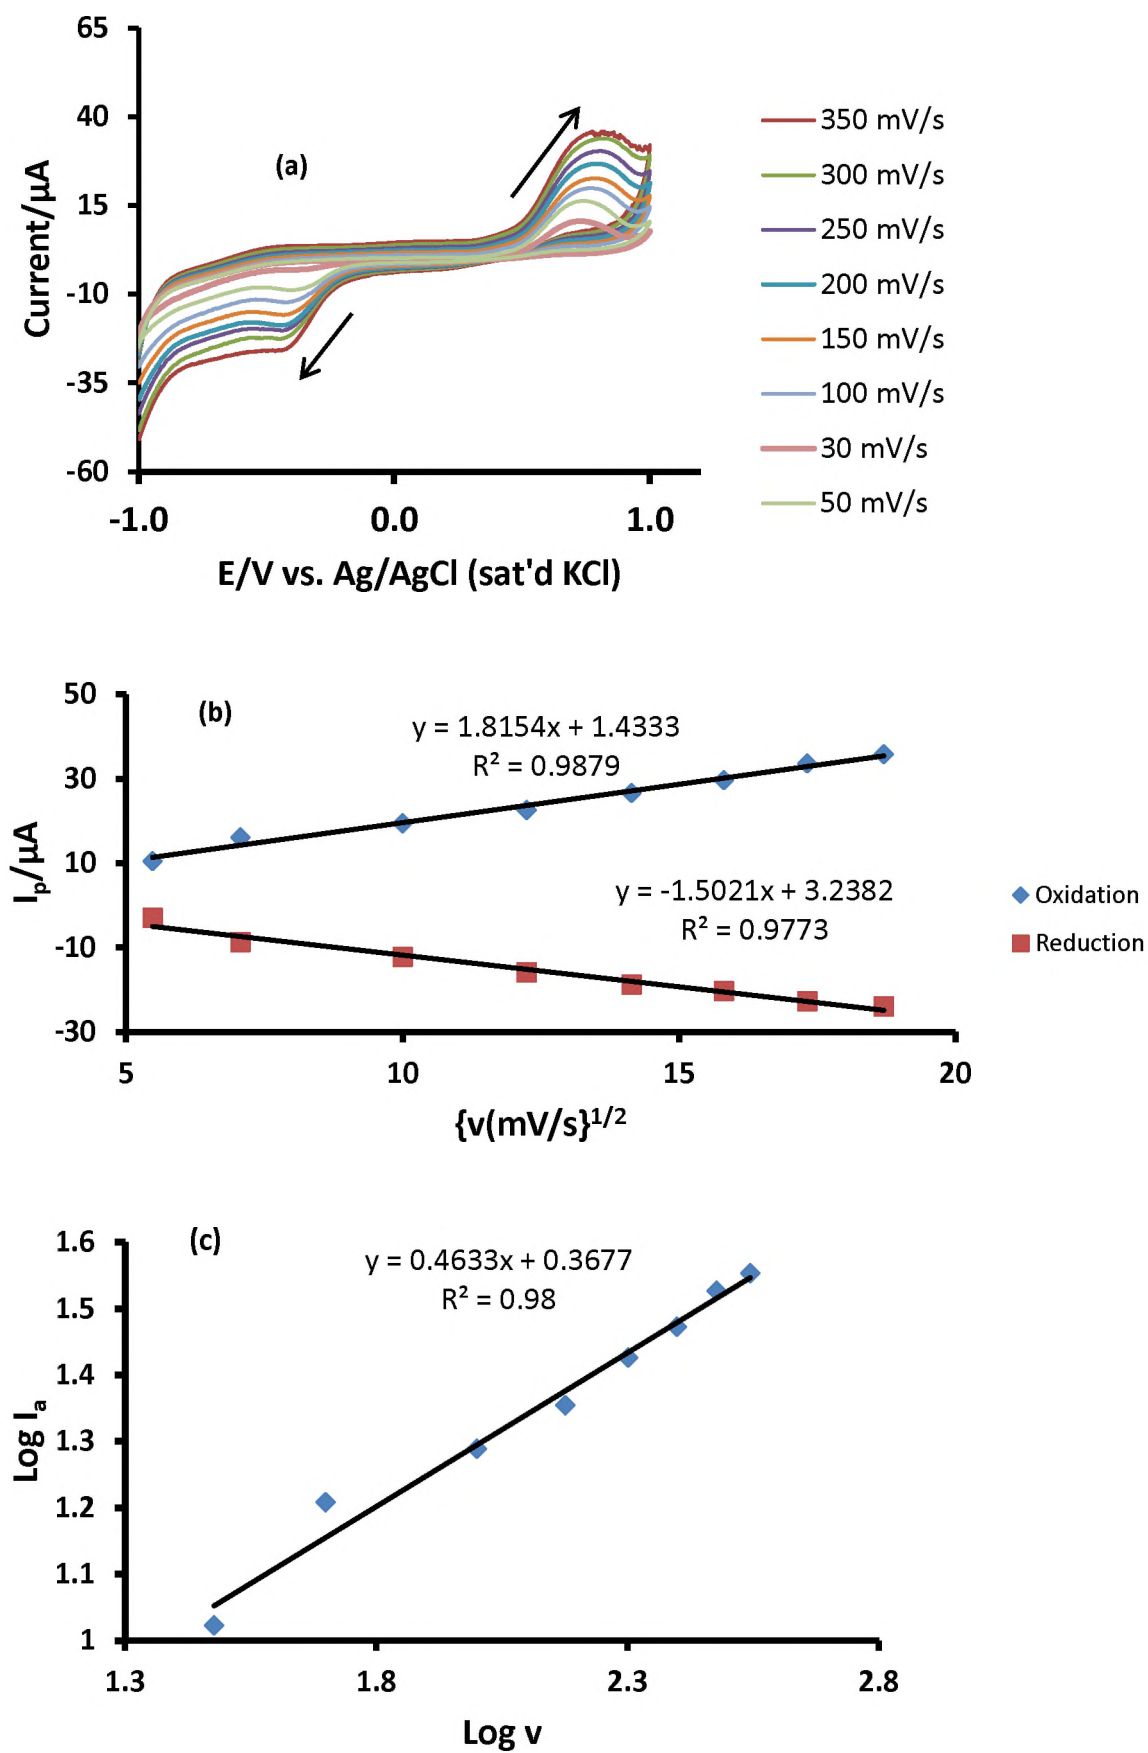 65
40
15
-10
-35
-60
Current/µA
(a)
-1.0 0.0 1.0
E/V vs. Ag/AgCl (sat'd KCl)
350 mV/s
300 mV/s
250 mV/s
200 mV/s
150 mV/s
100 mV/s
30 mV/s
50 mV/s
50
30
10
-10
-30
Ip/µA
(b)
y = 1.8154x + 1.4333
R² = 0.9879
y = -1.5021x + 3.2382
R² = 0.9773
Oxidation
Reduction
5 10 15 20
{v(mV/s}1/2
1.6
1.5
1.4
1.3
1.2
1.1
1
Log Ia
(c)
y = 0.4633x + 0.3677
R² = 0.98
1.3 1.8 2.3 2.8
Log v